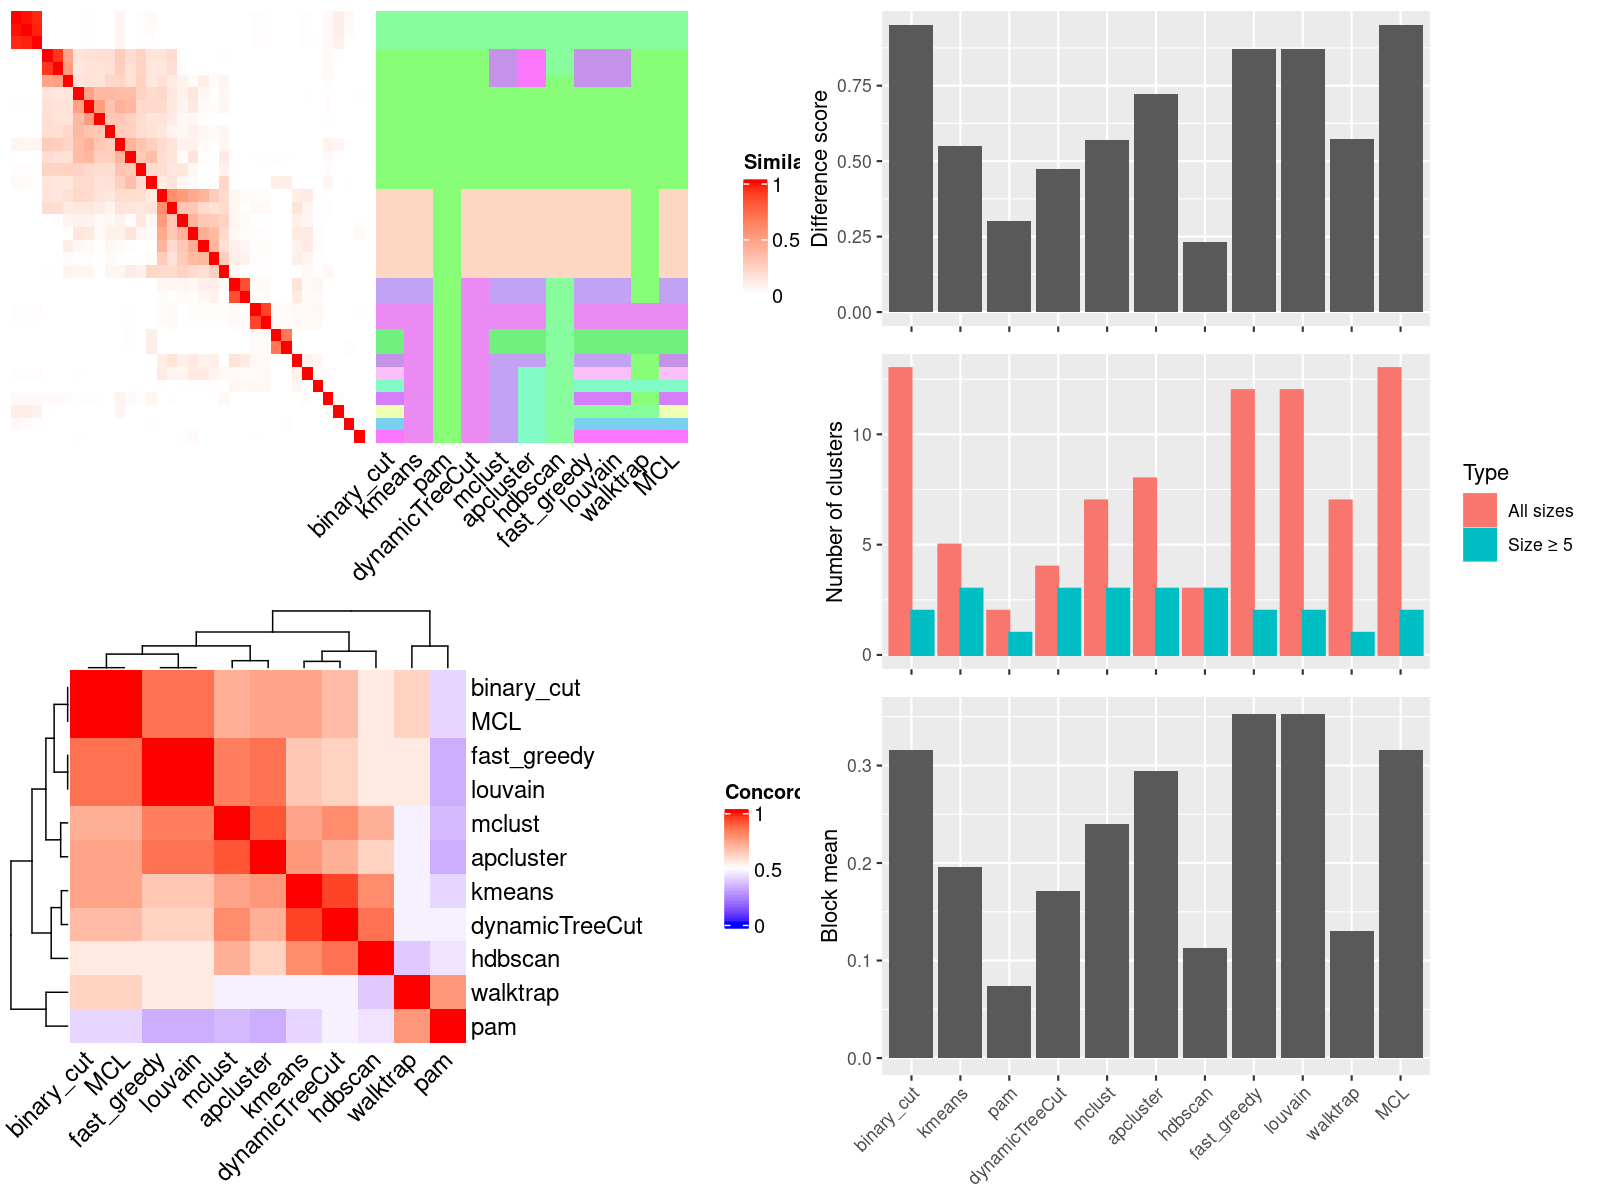 Simila
1
0.5
0
binary_cut
kmeans
pam
dynamicTreeCut
mclust
apcluster
hdbscan
fast_greedy
louvain
walktrap
MCL
binary_cut
MCL
fast_greedy
louvain
mclust
apcluster
kmeans
dynamicTreeCut
hdbscan
walktrap
pam
Concord
1
0.5
0
binary_cut
MCL
fast_greedy
louvain
mclust
apcluster
kmeans
dynamicTreeCut
hdbscan
walktrap
pam
Difference score
0.75
0.50
0.25
0.00
Number of clusters
10
5
0
Type
All sizes
Size ≥ 5
Block mean
0.3
0.2
0.1
0.0
binary_cut
kmeans
pam
dynamicTreeCut
mclust
apcluster
hdbscan
fast_greedy
louvain
walktrap
MCL